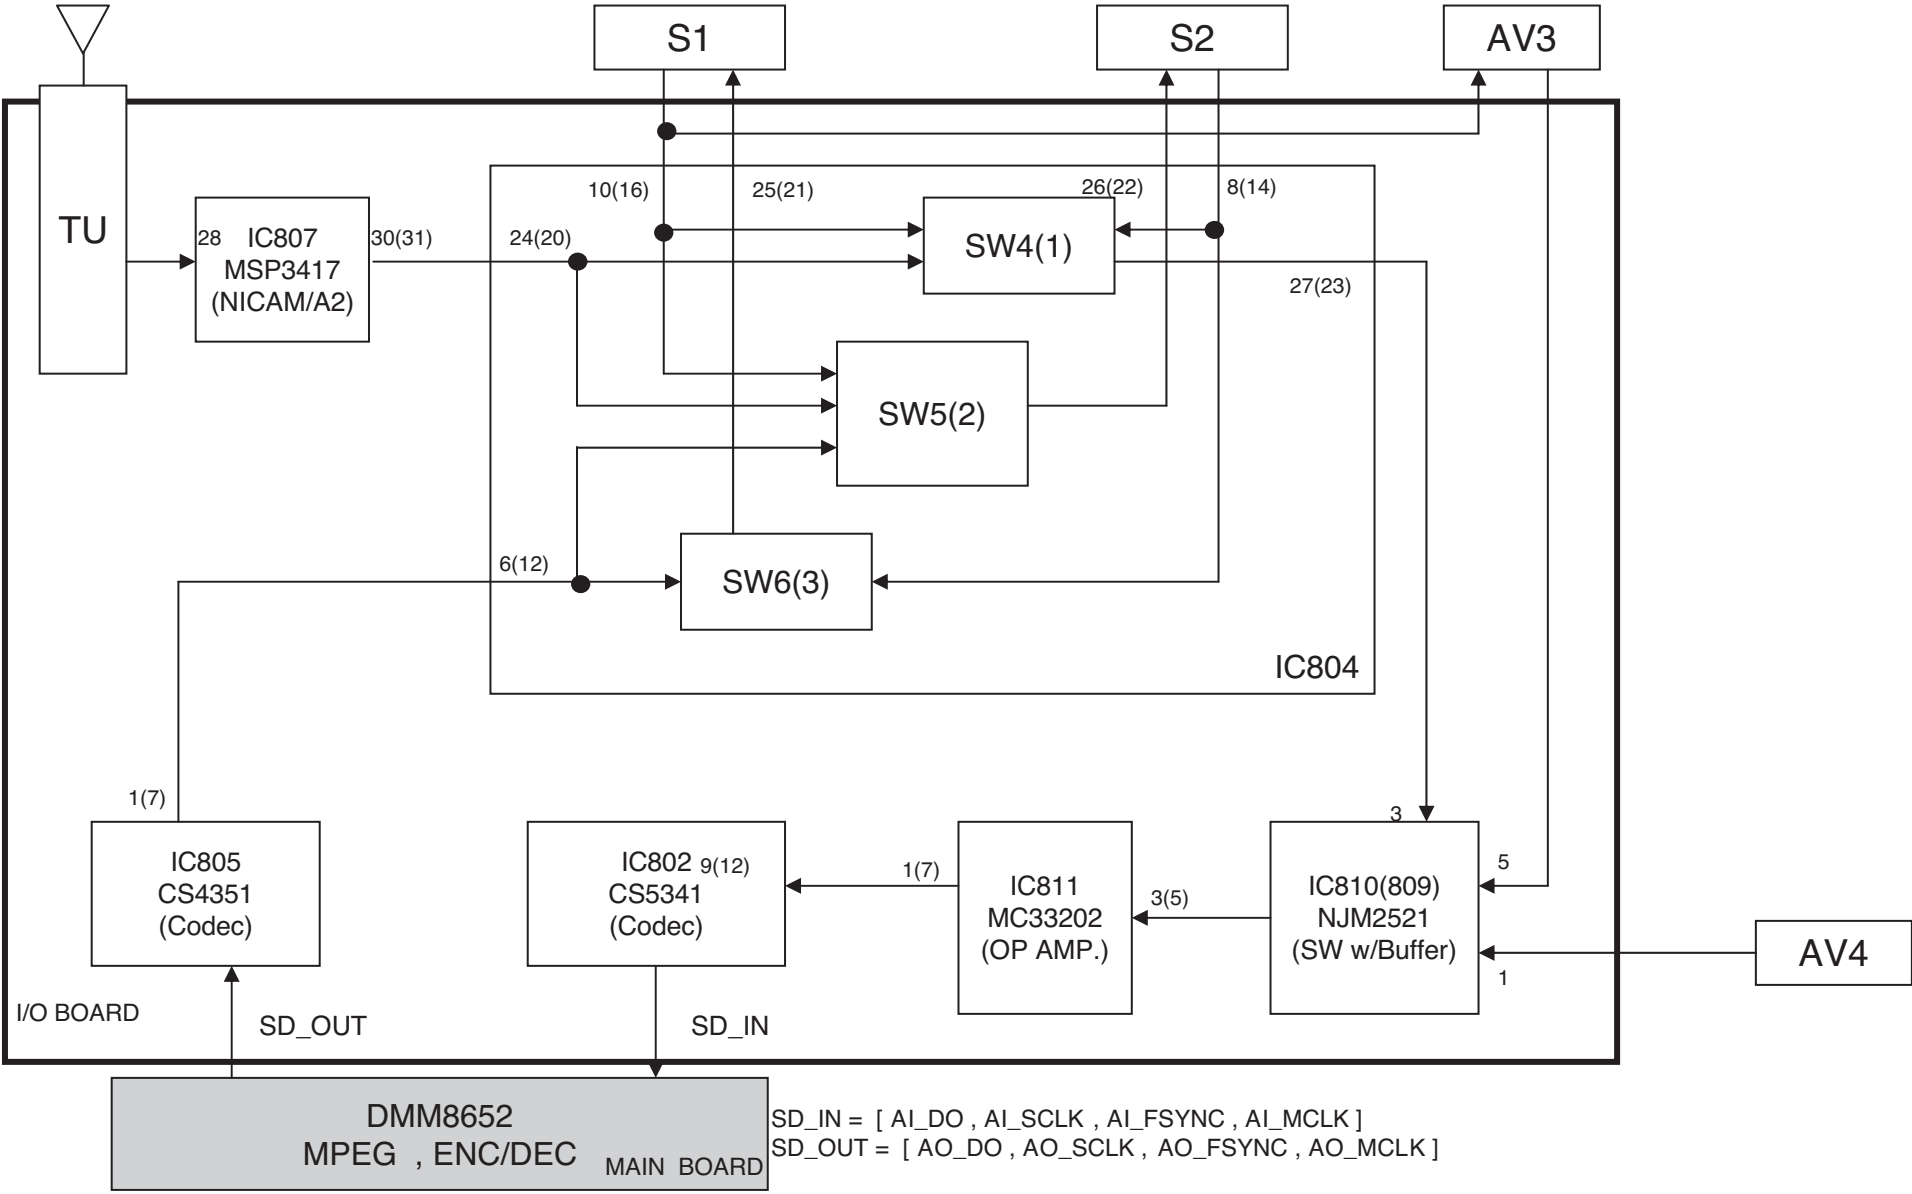 S1
S2
AV3
10(16)
25(21)
26(22)
8(14)
TU
28
IC807
MSP3417
(NICAM/A2)
30(31)
24(20)
SW4(1)
27(23)
SW5(2)
6(12)
SW6(3)
IC804
1(7)
3
IC805
CS4351
(Codec)
IC802 9(12)
CS5341
(Codec)
1(7)
IC811
MC33202
(OP AMP.)
3(5)
IC810(809)
NJM2521
(SW w/Buffer)
5
1
AV4
I/O BOARD
SD_OUT
SD_IN
DMM8652
MPEG , ENC/DEC
MAIN BOARD
SD_IN = [ AI_DO , AI_SCLK , AI_FSYNC , AI_MCLK ]
SD_OUT = [ AO_DO , AO_SCLK , AO_FSYNC , AO_MCLK ]